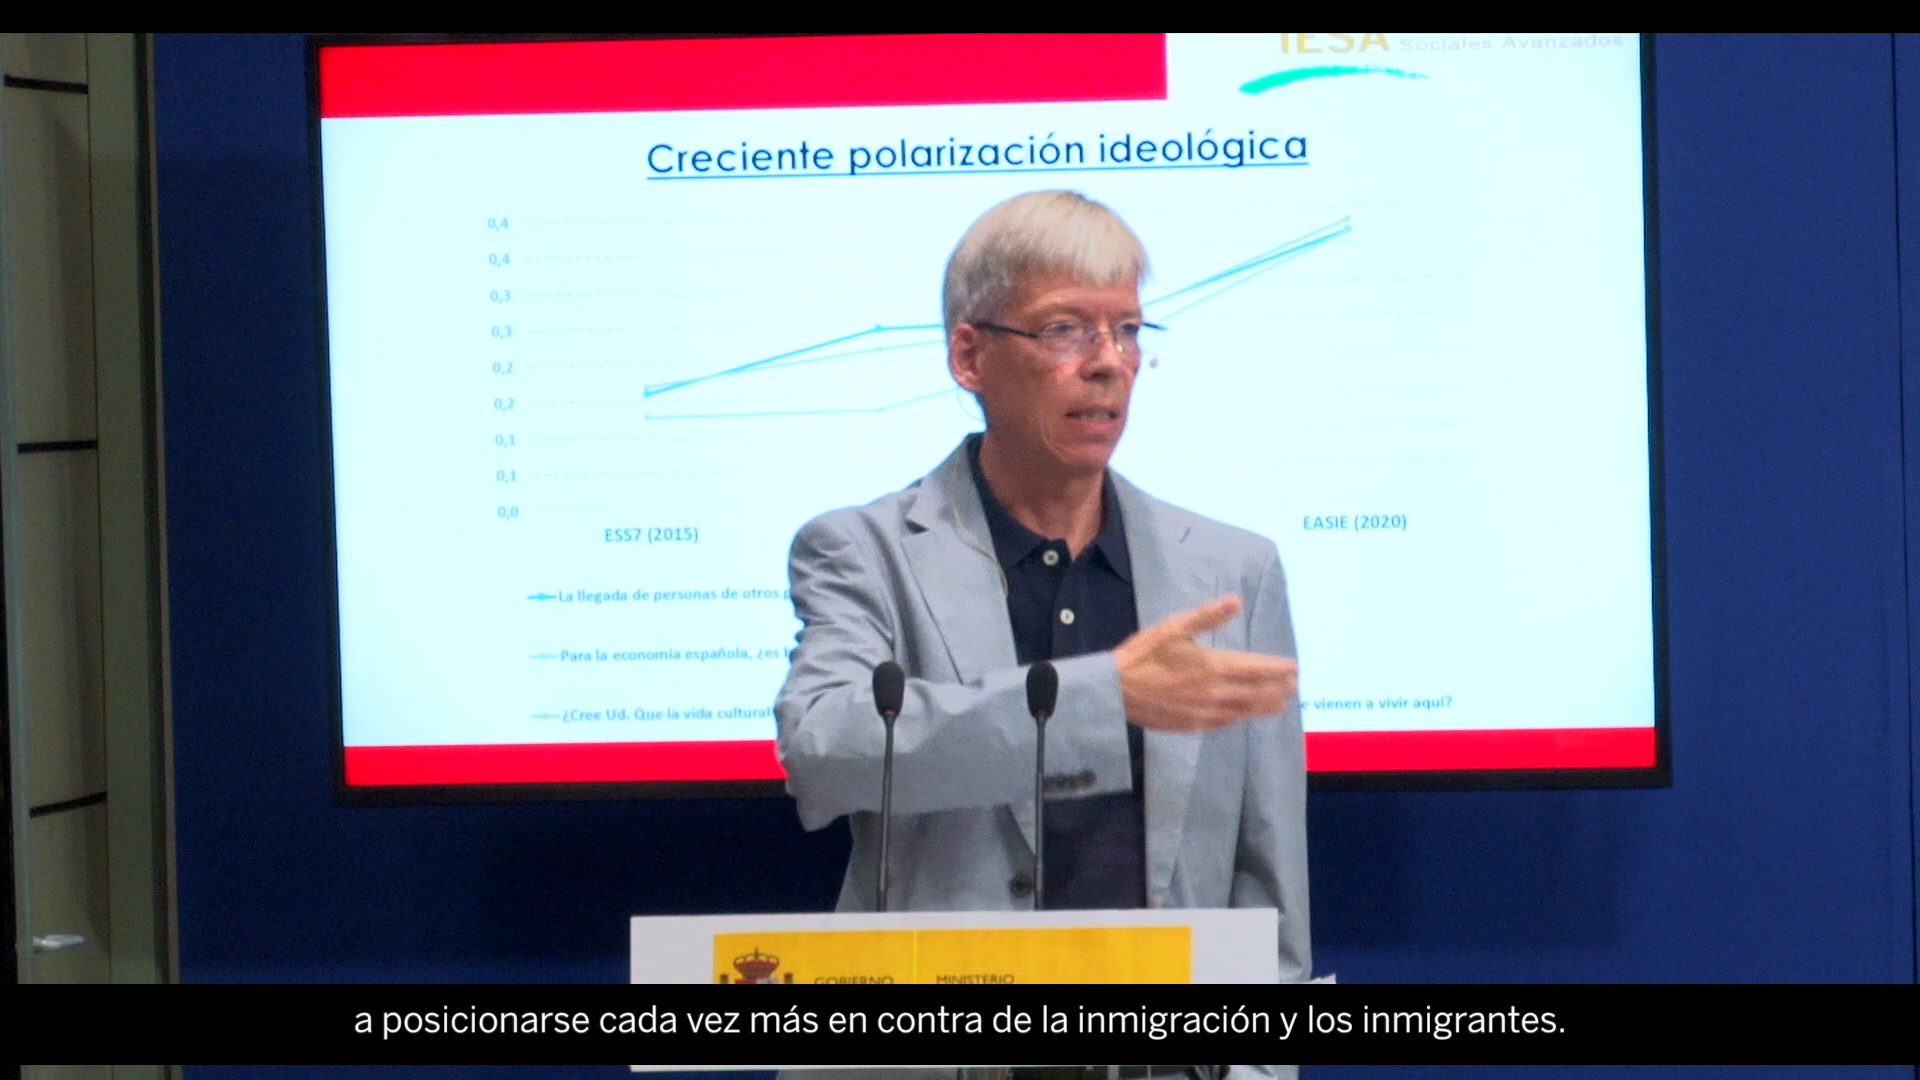 IESA Sociales Avanzados
Creciente polarización ideológica
0,4
0,4
0,3
0,3
0,2
0,2
0,1
0,1
0,0
ESS7 (2015)
EASIE (2020)
La llegada de personas de otros
Para la economía española, ¿es
¿Cree Ud. Que la vida cultural
e vienen a vivir aquí?
GOBIERNO MINISTERIO
a posicionarse cada vez más en contra de la inmigración y los inmigrantes.